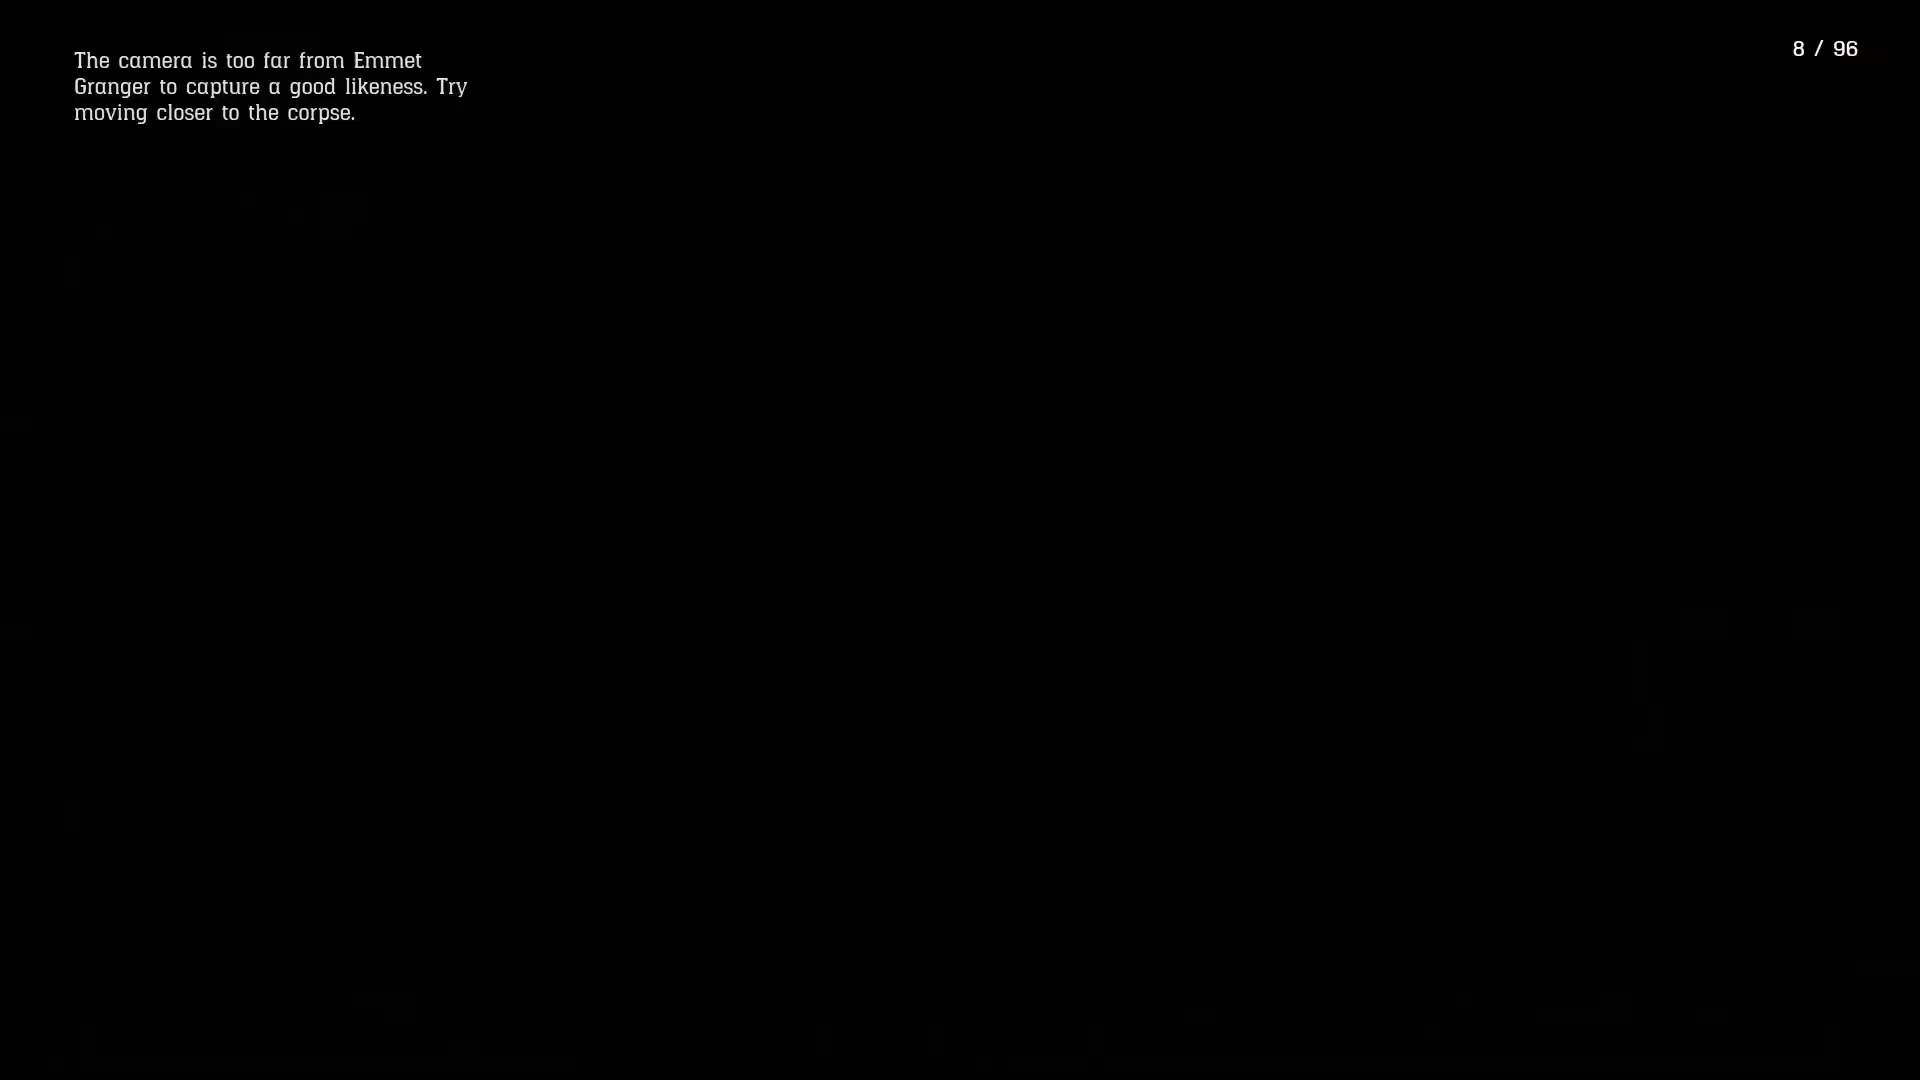 The camera is too far from Emmet
Granger to capture a good likeness. Try
moving closer to the corpse.
8 / 96